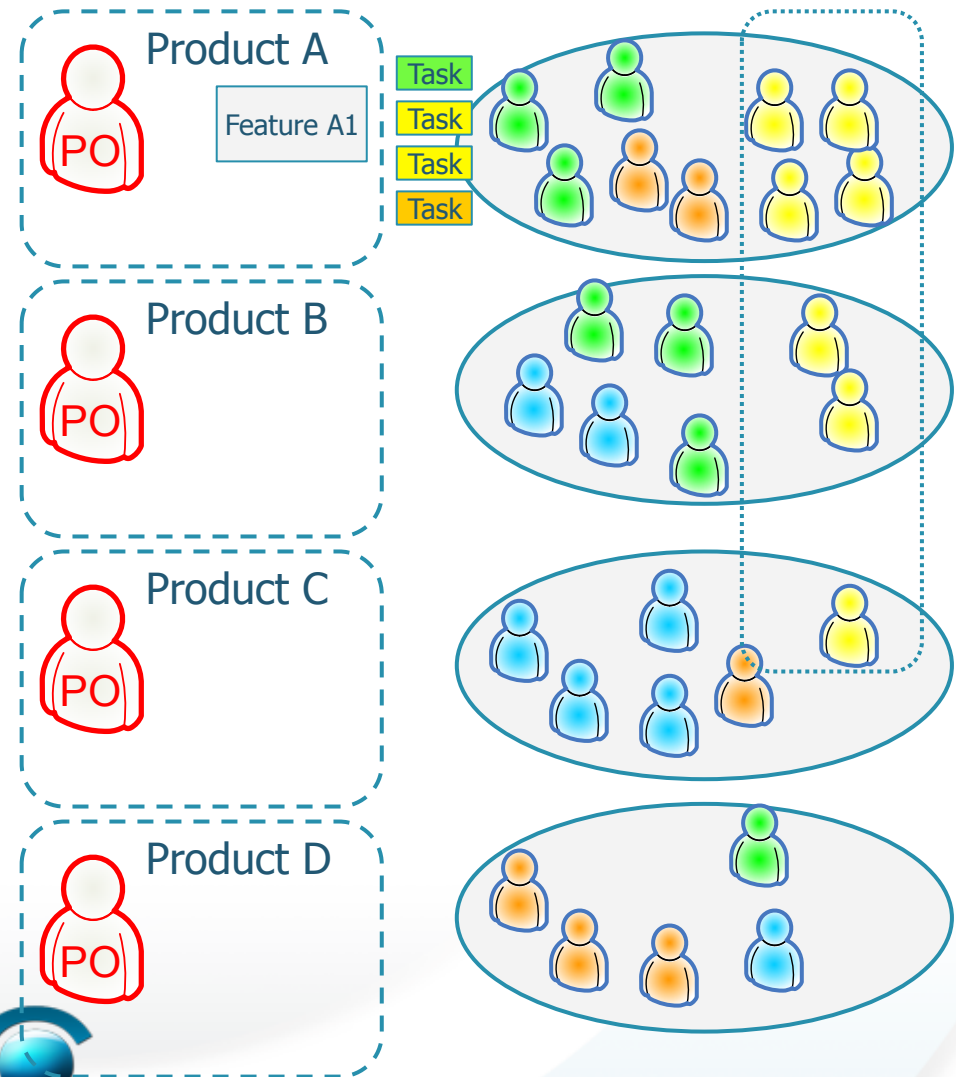 Product A
PO
Feature A1
Task
Task
Task
Task
Product B
PO
Product C
PO
Product D
PO